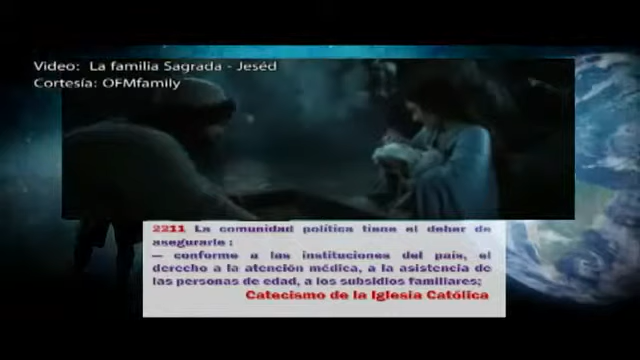 Video: La familia Sagrada - Jeséd
Cortesía: OFMfamily
2211 La comunidad política tiene el deber de
asegurarle :
— conforme a las instituciones del país, el
derecho a la atención médica, a la asistencia de
las personas de edad, a los subsidios familiares;
Catecismo de la Iglesia Católica